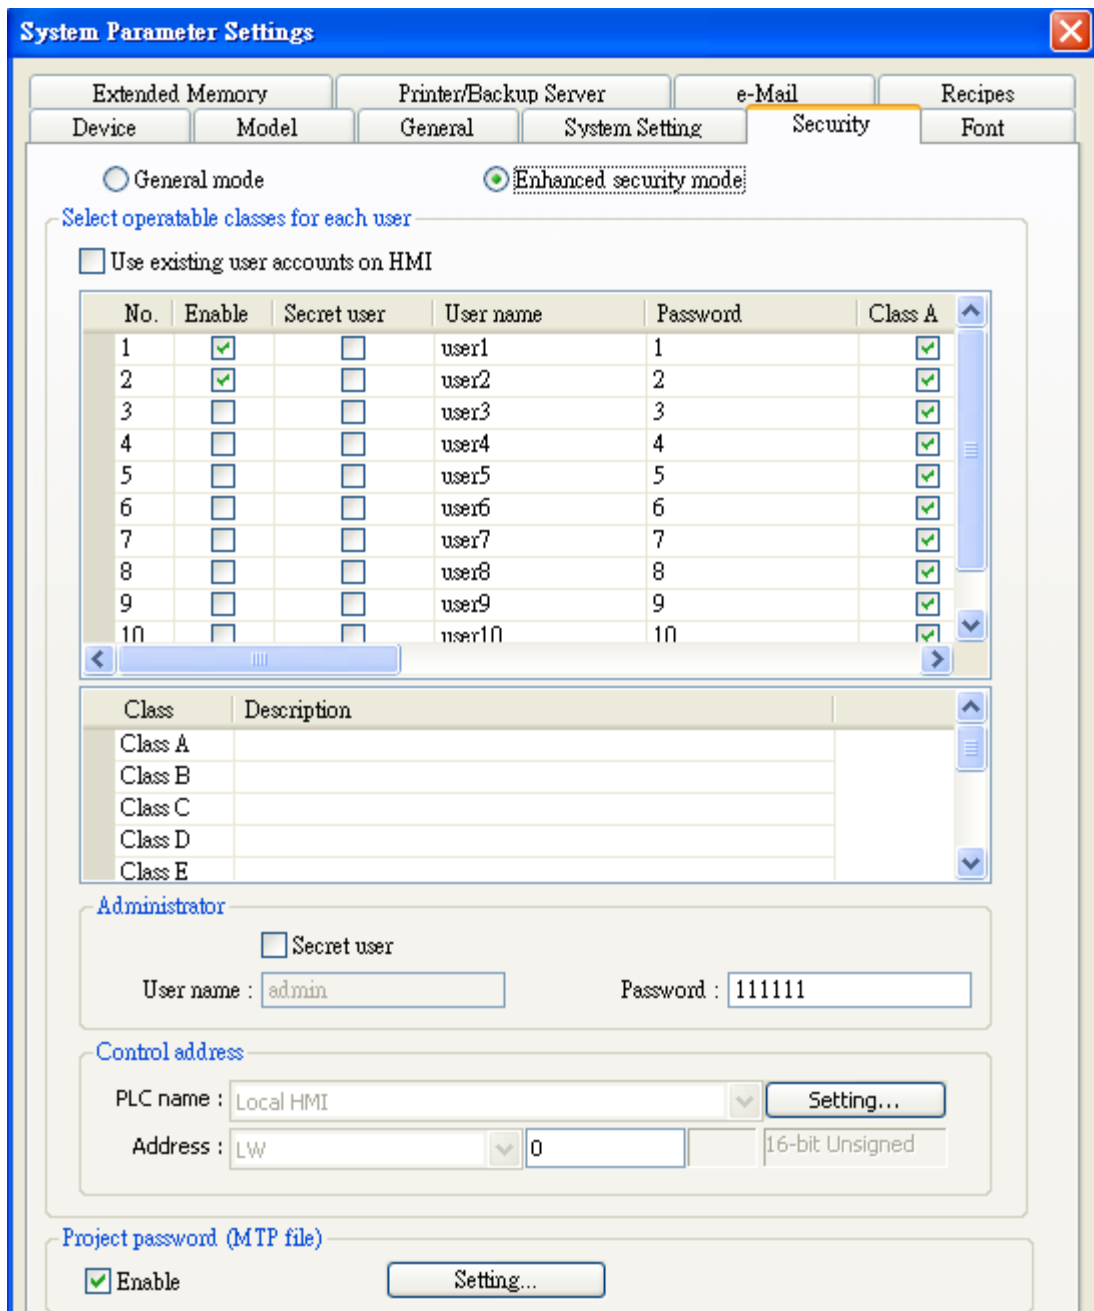 System Parameter Settings
Extended Memory Printer/Backup Server e-Mail Recipes
Device Model General System Setting Security Font
General mode Enhanced security mode
Select operatable classes for each user
Use existing user accounts on HMI
No. Enable Secret user User name Password Class A
1 user1 1
2 user2 2
3 user3 3
4 user4 4
5 user5 5
6 user6 6
7 user7 7
8 user8 8
9 user9 9
10 user10 10
Class Description
Class A
Class B
Class C
Class D
Class E
Administrator
Secret user
User name : admin Password : 111111
Control address
PLC name : Local HMI Setting...
Address : LW 0 16-bit Unsigned
Project password (MTP file)
Enable Setting...